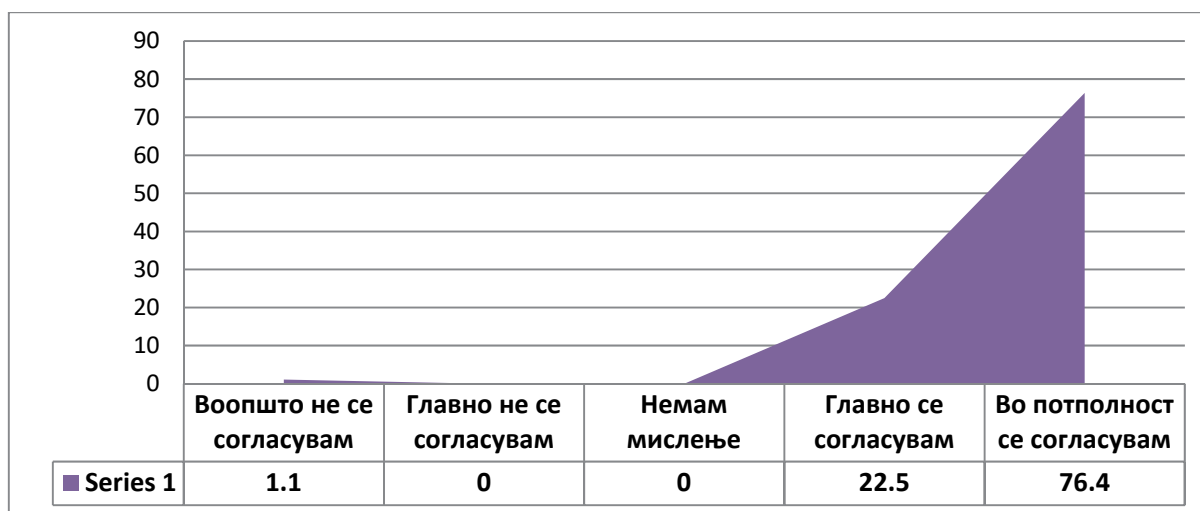 90
80
70
60
50
40
30
20
10
0
Воопшто не се
согласувам
Главно не се
согласувам
Немам
мислење
Главно се
согласувам
Во потполност
се согласувам
Series 1 1.1 0 0 22.5 76.4